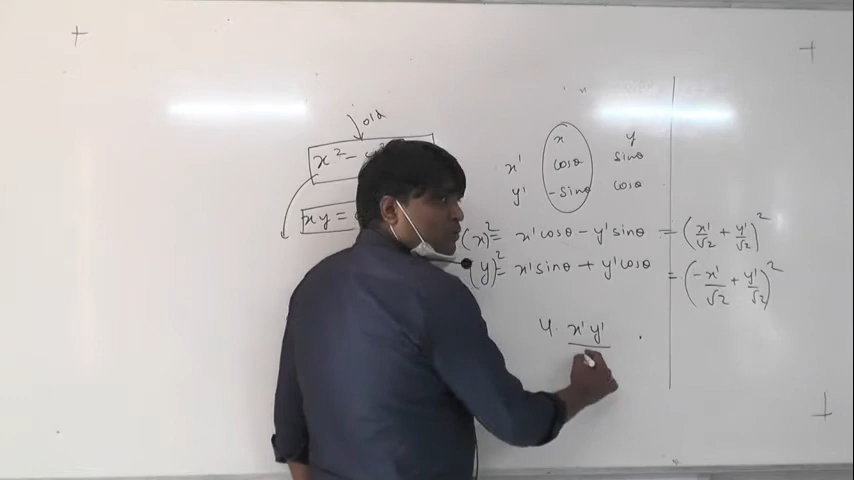 old
x² -
xy =
x y
x' cosθ sinθ
y' -sinθ cosθ
(x)² = x'cosθ - y'sinθ = (x'/√2 + y'/√2)²
(y)² = x'sinθ + y'cosθ = (-x'/√2 + y'/√2)²
4. x'y'